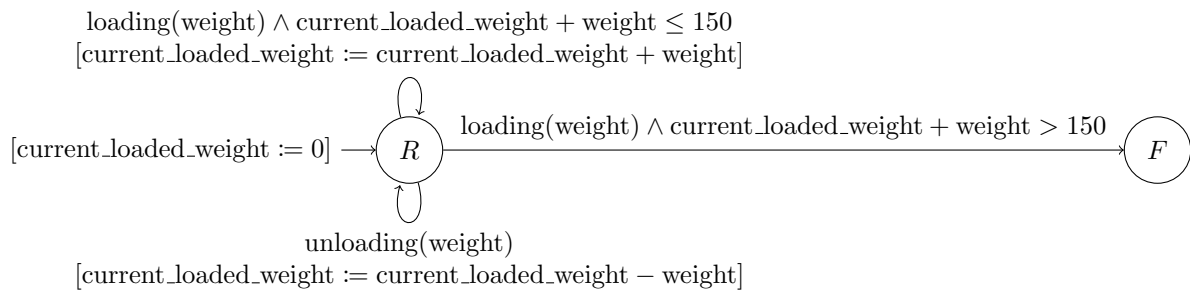 loading(weight) ∧ current_loaded_weight + weight ≤ 150
[current_loaded_weight := current_loaded_weight + weight]
[current_loaded_weight := 0]
R
loading(weight) ∧ current_loaded_weight + weight > 150
F
unloading(weight)
[current_loaded_weight := current_loaded_weight − weight]